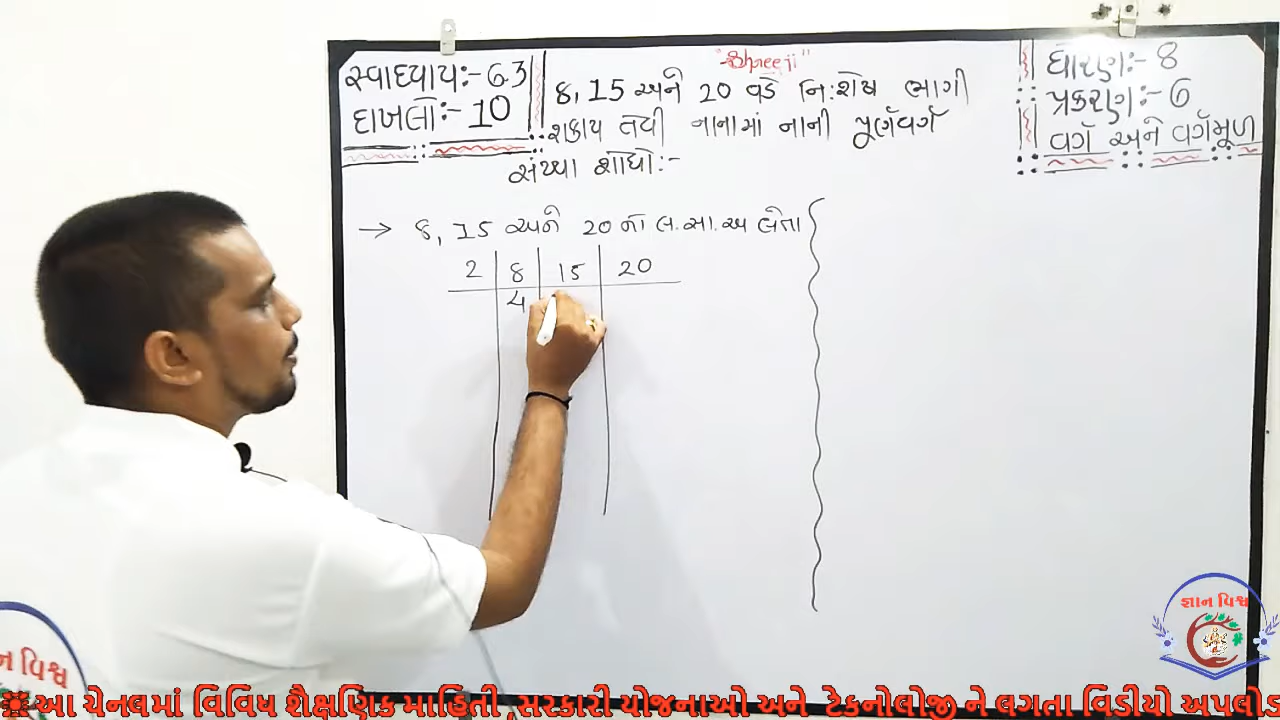 સ્વાધ્યાય:- 6.3
દાખલો:- 10
"Shreeji"
8, 15 અને 20 વડે નિ:શેષ ભાગી
શકાય તેવી નાનામાં નાની પૂર્ણવર્ગ
સંખ્યા શોધો:-
ધોરણ:- 8
પ્રકરણ:- 6
વર્ગ અને વર્ગમૂળ
→ 8, 15 અને 20 નો લ.સા.અ લેતા
2 8 15 20
4
જ્ઞાન વિશ્વ
ન વિશ્વ
આ ચેનલમાં વિવિધ શૈક્ષણિક માહિતી ,સરકારી યોજનાઓ અને ટેકનોલોજી ને લગતા વિડીયો અપલોડ